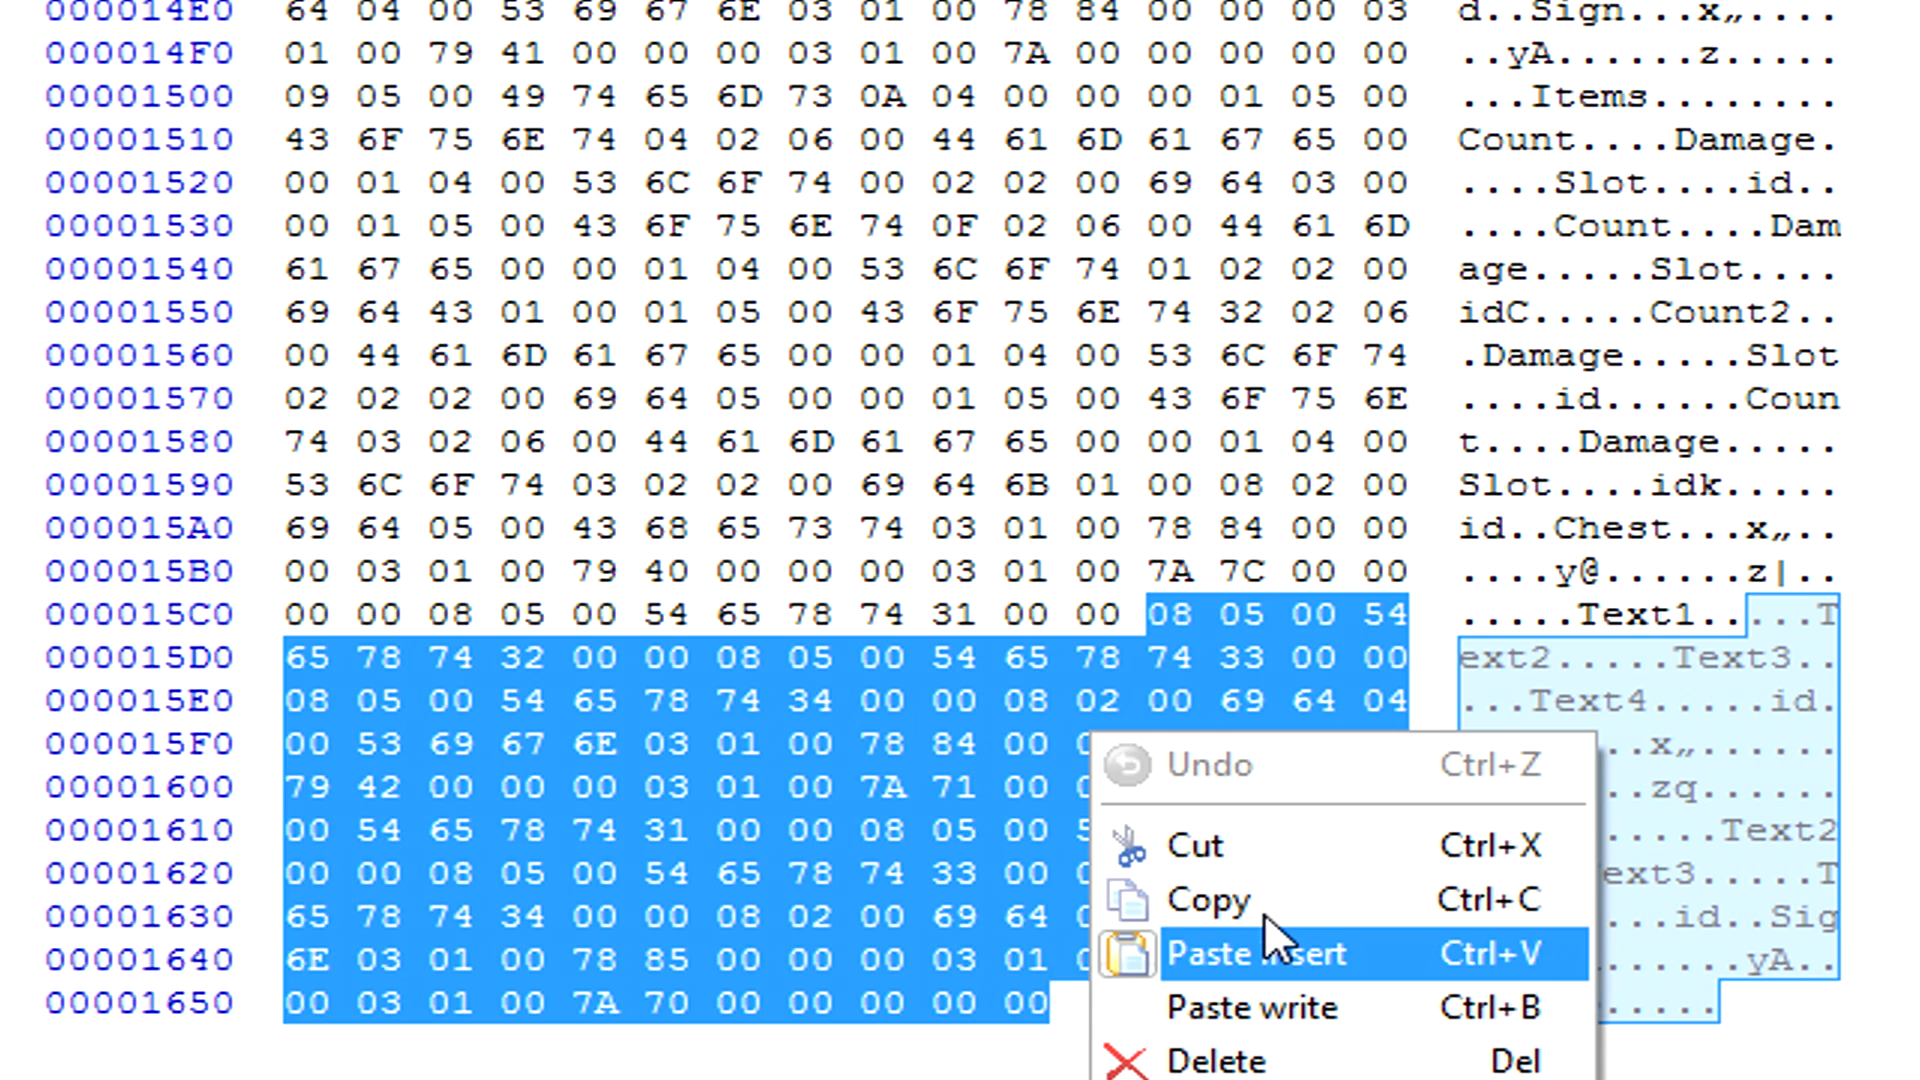 000014E0 64 04 00 53 69 67 6E 03 01 00 78 84 00 00 00 03 d..Sign...x„....
000014F0 01 00 79 41 00 00 00 03 01 00 7A 00 00 00 00 00 ..yA......z.....
00001500 09 05 00 49 74 65 6D 73 0A 04 00 00 00 01 05 00 ...Items........
00001510 43 6F 75 6E 74 04 02 06 00 44 61 6D 61 67 65 00 Count....Damage.
00001520 00 01 04 00 53 6C 6F 74 00 02 02 00 69 64 03 00 ....Slot....id..
00001530 00 01 05 00 43 6F 75 6E 74 0F 02 06 00 44 61 6D ....Count....Dam
00001540 61 67 65 00 00 01 04 00 53 6C 6F 74 01 02 02 00 age.....Slot....
00001550 69 64 43 01 00 01 05 00 43 6F 75 6E 74 32 02 06 idC.....Count2..
00001560 00 44 61 6D 61 67 65 00 00 01 04 00 53 6C 6F 74 .Damage.....Slot
00001570 02 02 02 00 69 64 05 00 00 01 05 00 43 6F 75 6E ....id......Coun
00001580 74 03 02 06 00 44 61 6D 61 67 65 00 00 01 04 00 t....Damage.....
00001590 53 6C 6F 74 03 02 02 00 69 64 6B 01 00 08 02 00 Slot....idk.....
000015A0 69 64 05 00 43 68 65 73 74 03 01 00 78 84 00 00 id..Chest...x„..
000015B0 00 03 01 00 79 40 00 00 00 03 01 00 7A 7C 00 00 ....y@......z|..
000015C0 00 00 08 05 00 54 65 78 74 31 00 00 08 05 00 54 .....Text1.....T
000015D0 65 78 74 32 00 00 08 05 00 54 65 78 74 33 00 00 ext2.....Text3..
000015E0 08 05 00 54 65 78 74 34 00 00 08 02 00 69 64 04 ...Text4.....id.
000015F0 00 53 69 67 6E 03 01 00 78 84 00 ..x„......
Undo Ctrl+Z
00001600 79 42 00 00 00 03 01 00 7A 71 00 ..zq......
00001610 00 54 65 78 74 31 00 00 08 05 00 .....Text2
Cut Ctrl+X
00001620 00 00 08 05 00 54 65 78 74 33 00 ext3.....T
Copy Ctrl+C
00001630 65 78 74 34 00 00 08 02 00 69 64 ...id..Sig
Paste insert Ctrl+V
00001640 6E 03 01 00 78 85 00 00 00 03 01 ......yA..
00001650 00 03 01 00 7A 70 00 00 00 00 00 .....
Paste write Ctrl+B
Delete Del